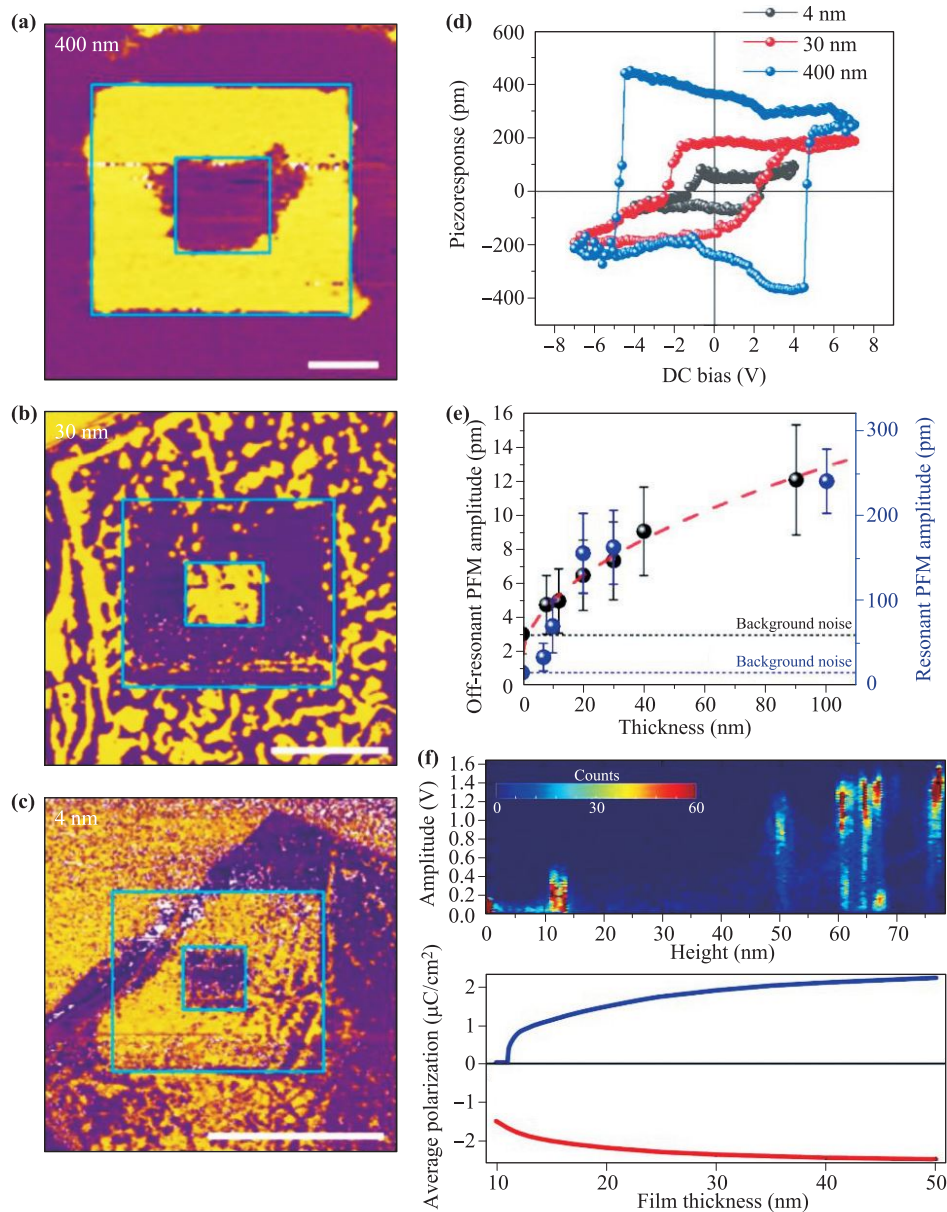 (a)
400 nm
(b)
30 nm
(c)
4 nm
(d)
4 nm
30 nm
400 nm
600
400
200
0
−200
−400
Piezoresponse (pm)
−8 −6 −4 −2 0 2 4 6 8
DC bias (V)
(e)
16
14
12
10
8
6
4
2
0
Off-resonant PFM amplitude (pm)
300
200
100
0
Resonant PFM amplitude (pm)
Background noise
Background noise
0 20 40 60 80 100
Thickness (nm)
(f)
1.6
1.4
1.2
1.0
0.8
0.6
0.4
0.2
0.0
Amplitude (V)
Counts
0 30 60
0 10 20 30 40 50 60 70
Height (nm)
2
1
0
−1
−2
Average polarization (μC/cm²)
10 20 30 40 50
Film thickness (nm)